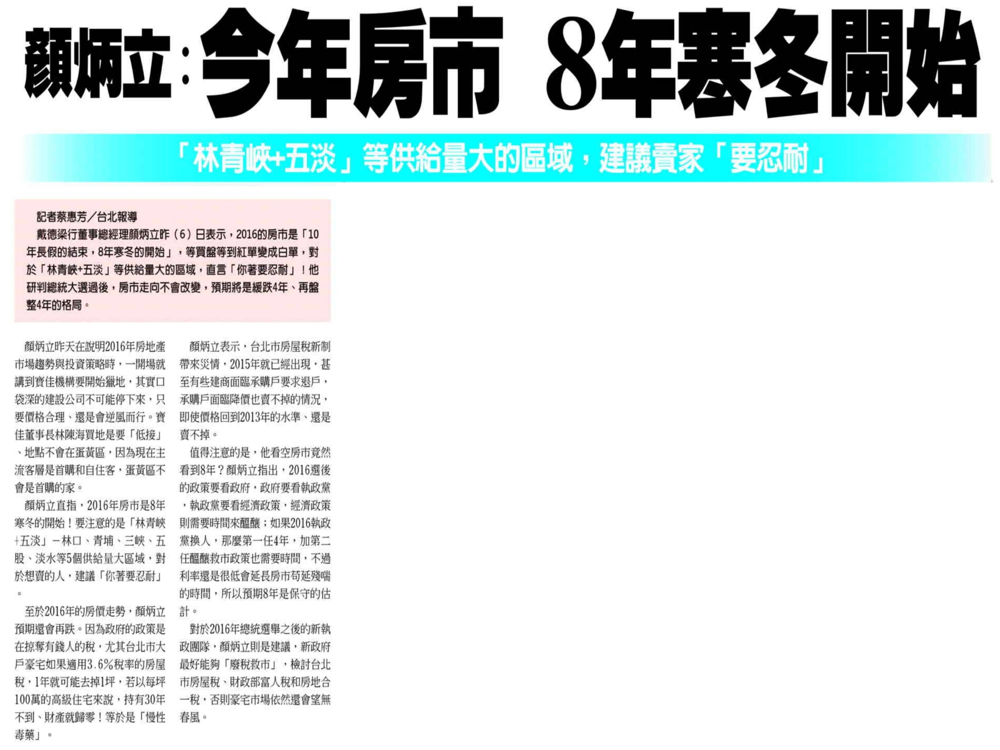 顏炳立：今年房市 8年寒冬開始
「林青峽+五淡」等供給量大的區域，建議賣家「要忍耐」
記者蔡惠芳／台北報導
戴德梁行董事總經理顏炳立昨（6）日表示，2016的房市是「10
年長假的結束，8年寒冬的開始」，等買盤等到紅單變成白單，對
於「林青峽+五淡」等供給量大的區域，直言「你著要忍耐」！他
研判總統大選過後，房市走向不會改變，預期將是緩跌4年、再盤
整4年的格局。
顏炳立昨天在說明2016年房地產
市場趨勢與投資策略時，一開場就
講到寶佳機構要開始獵地，其實口
袋深的建設公司不可能停下來，只
要價格合理、還是會逆風而行。寶
佳董事長林陳海買地是要「低接」
、地點不會在蛋黃區，因為現在主
流客層是首購和自住客，蛋黃區不
會是首購的家。
顏炳立直指，2016年房市是8年
寒冬的開始！要注意的是「林青峽
+五淡」－林口、青埔、三峽、五
股、淡水等5個供給量大區域，對
於想賣的人，建議「你著要忍耐」
。
至於2016年的房價走勢，顏炳立
預期還會再跌。因為政府的政策是
在掠奪有錢人的稅，尤其台北市大
戶豪宅如果適用3.6%稅率的房屋
稅，1年就可能去掉1坪，若以每坪
100萬的高級住宅來說，持有30年
不到、財產就歸零！等於是「慢性
毒藥」。
顏炳立表示，台北市房屋稅新制
帶來災情，2015年就已經出現，甚
至有些建商面臨承購戶要求退戶，
承購戶面臨降價也賣不掉的情況，
即使價格回到2013年的水準、還是
賣不掉。
值得注意的是，他看空房市竟然
看到8年？顏炳立指出，2016選後
的政策要看政府，政府要看執政黨
，執政黨要看經濟政策，經濟政策
則需要時間來醞釀；如果2016執政
黨換人，那麼第一任4年，加第二
任醞釀救市政策也需要時間，不過
利率還是很低會延長房市苟延殘喘
的時間，所以預期8年是保守的估
計。
對於2016年總統選舉之後的新執
政團隊，顏炳立則是建議，新政府
最好能夠「廢稅救市」，檢討台北
市房屋稅、財政部富人稅和房地合
一稅，否則豪宅市場依然還會望無
春風。